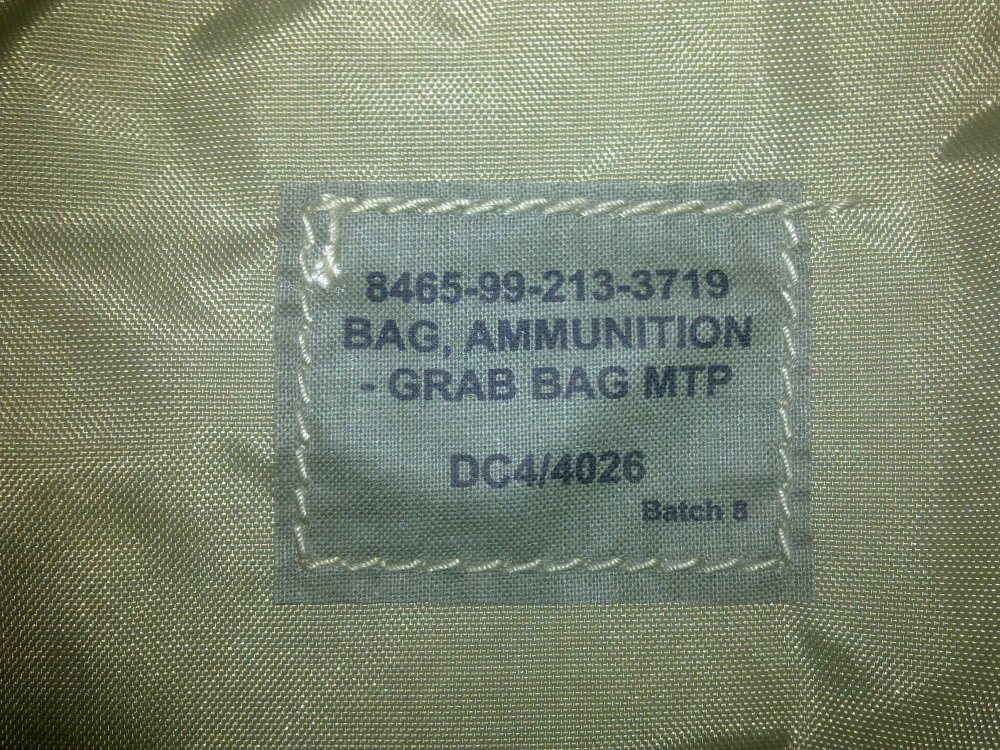 8465-99-213-3719
BAG, AMMUNITION
- GRAB BAG MTP
DC4/4026
Batch 8